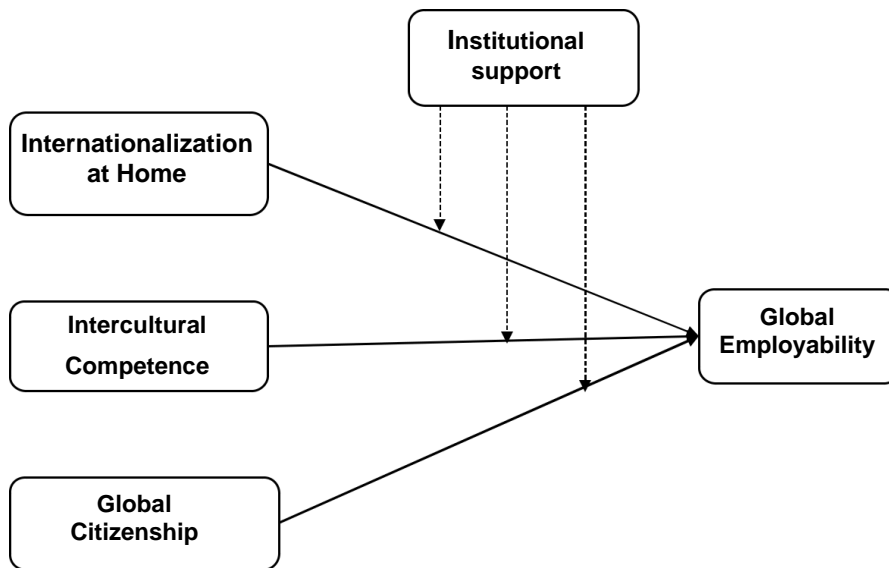 Institutional
support
Internationalization
at Home
Intercultural
Competence
Global
Employability
Global
Citizenship